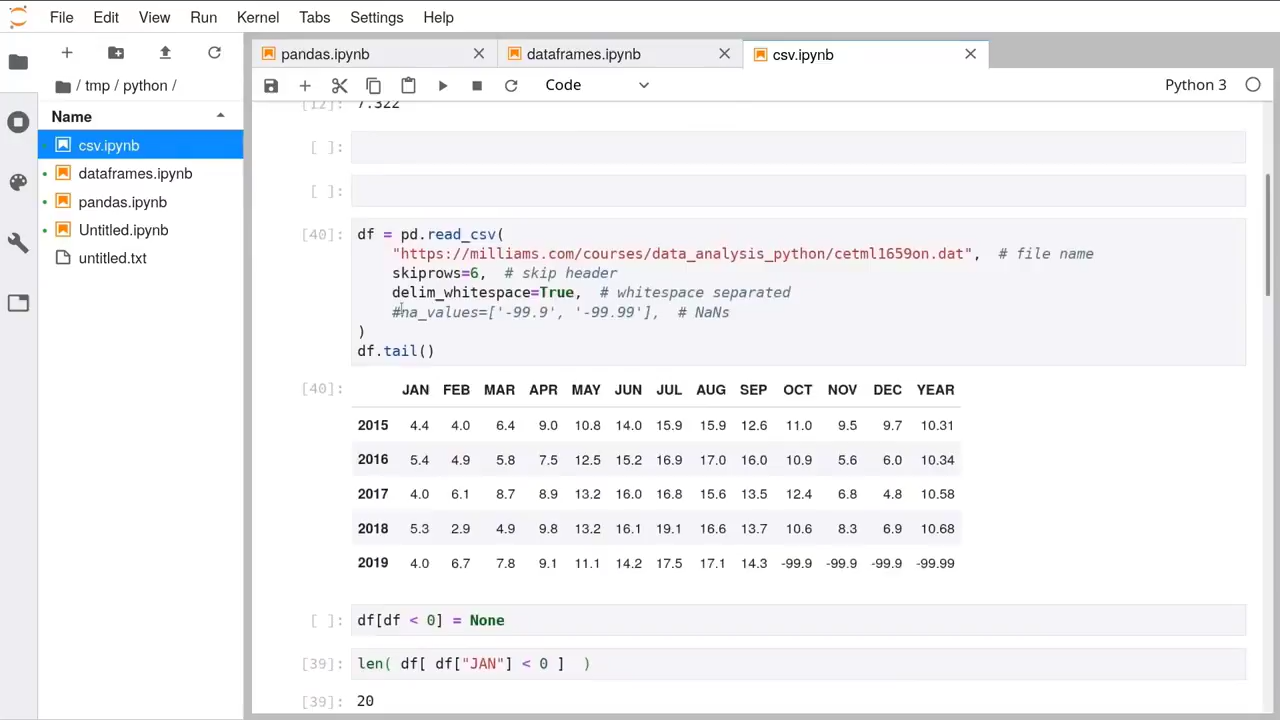 File Edit View Run Kernel Tabs Settings Help
pandas.ipynb dataframes.ipynb csv.ipynb
Code Python 3
/ tmp / python /
Name
csv.ipynb
dataframes.ipynb
pandas.ipynb
Untitled.ipynb
untitled.txt
[12]: 7.322
[ ]:
[ ]:
[40]: df = pd.read_csv(
"https://milliams.com/courses/data_analysis_python/cetml1659on.dat", # file name
skiprows=6, # skip header
delim_whitespace=True, # whitespace separated
#na_values=['-99.9', '-99.99'], # NaNs
)
df.tail()
[40]: JAN FEB MAR APR MAY JUN JUL AUG SEP OCT NOV DEC YEAR
2015 4.4 4.0 6.4 9.0 10.8 14.0 15.9 15.9 12.6 11.0 9.5 9.7 10.31
2016 5.4 4.9 5.8 7.5 12.5 15.2 16.9 17.0 16.0 10.9 5.6 6.0 10.34
2017 4.0 6.1 8.7 8.9 13.2 16.0 16.8 15.6 13.5 12.4 6.8 4.8 10.58
2018 5.3 2.9 4.9 9.8 13.2 16.1 19.1 16.6 13.7 10.6 8.3 6.9 10.68
2019 4.0 6.7 7.8 9.1 11.1 14.2 17.5 17.1 14.3 -99.9 -99.9 -99.9 -99.99
[ ]: df[df < 0] = None
[39]: len( df[ df["JAN"] < 0 ] )
[39]: 20